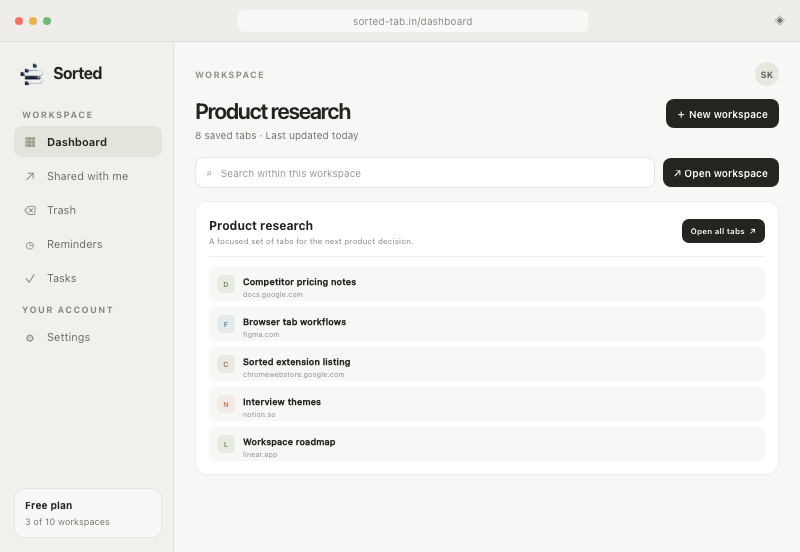 sorted-tab.in/dashboard
Sorted
WORKSPACE
Dashboard
Shared with me
Trash
Reminders
Tasks
YOUR ACCOUNT
Settings
Free plan
3 of 10 workspaces
WORKSPACE
SK
Product research
8 saved tabs · Last updated today
+ New workspace
Search within this workspace
↗ Open workspace
Product research
A focused set of tabs for the next product decision.
Open all tabs ↗
D
Competitor pricing notes
docs.google.com
F
Browser tab workflows
figma.com
C
Sorted extension listing
chromewebstore.google.com
N
Interview themes
notion.so
L
Workspace roadmap
linear.app